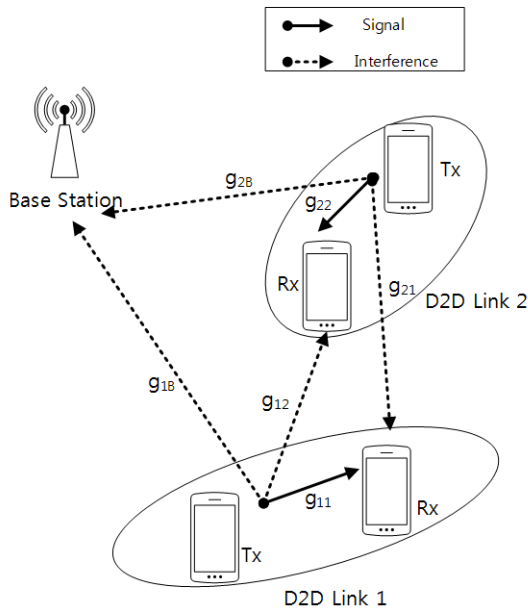 Signal
Interference
Base Station
g2B
g22
Tx
Rx
g21
D2D Link 2
g1B
g12
g11
Rx
Tx
D2D Link 1